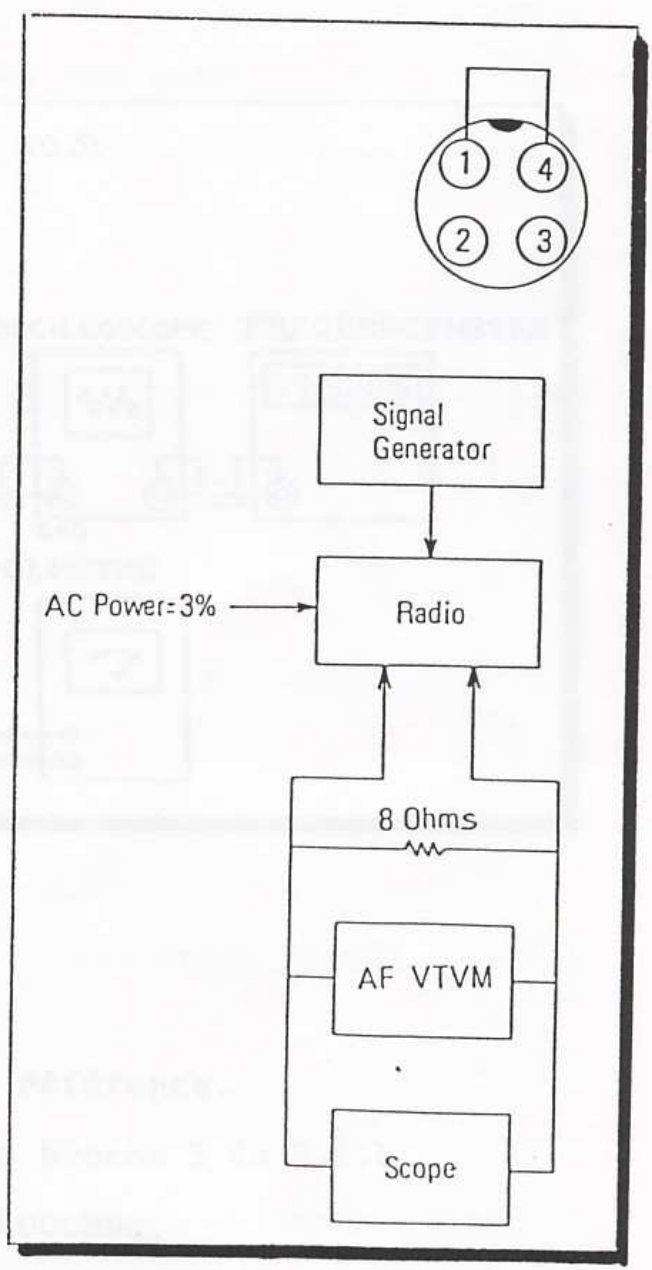 1 4
2 3
Signal
Generator
AC Power=3%
Radio
8 Ohms
AF VTVM
Scope